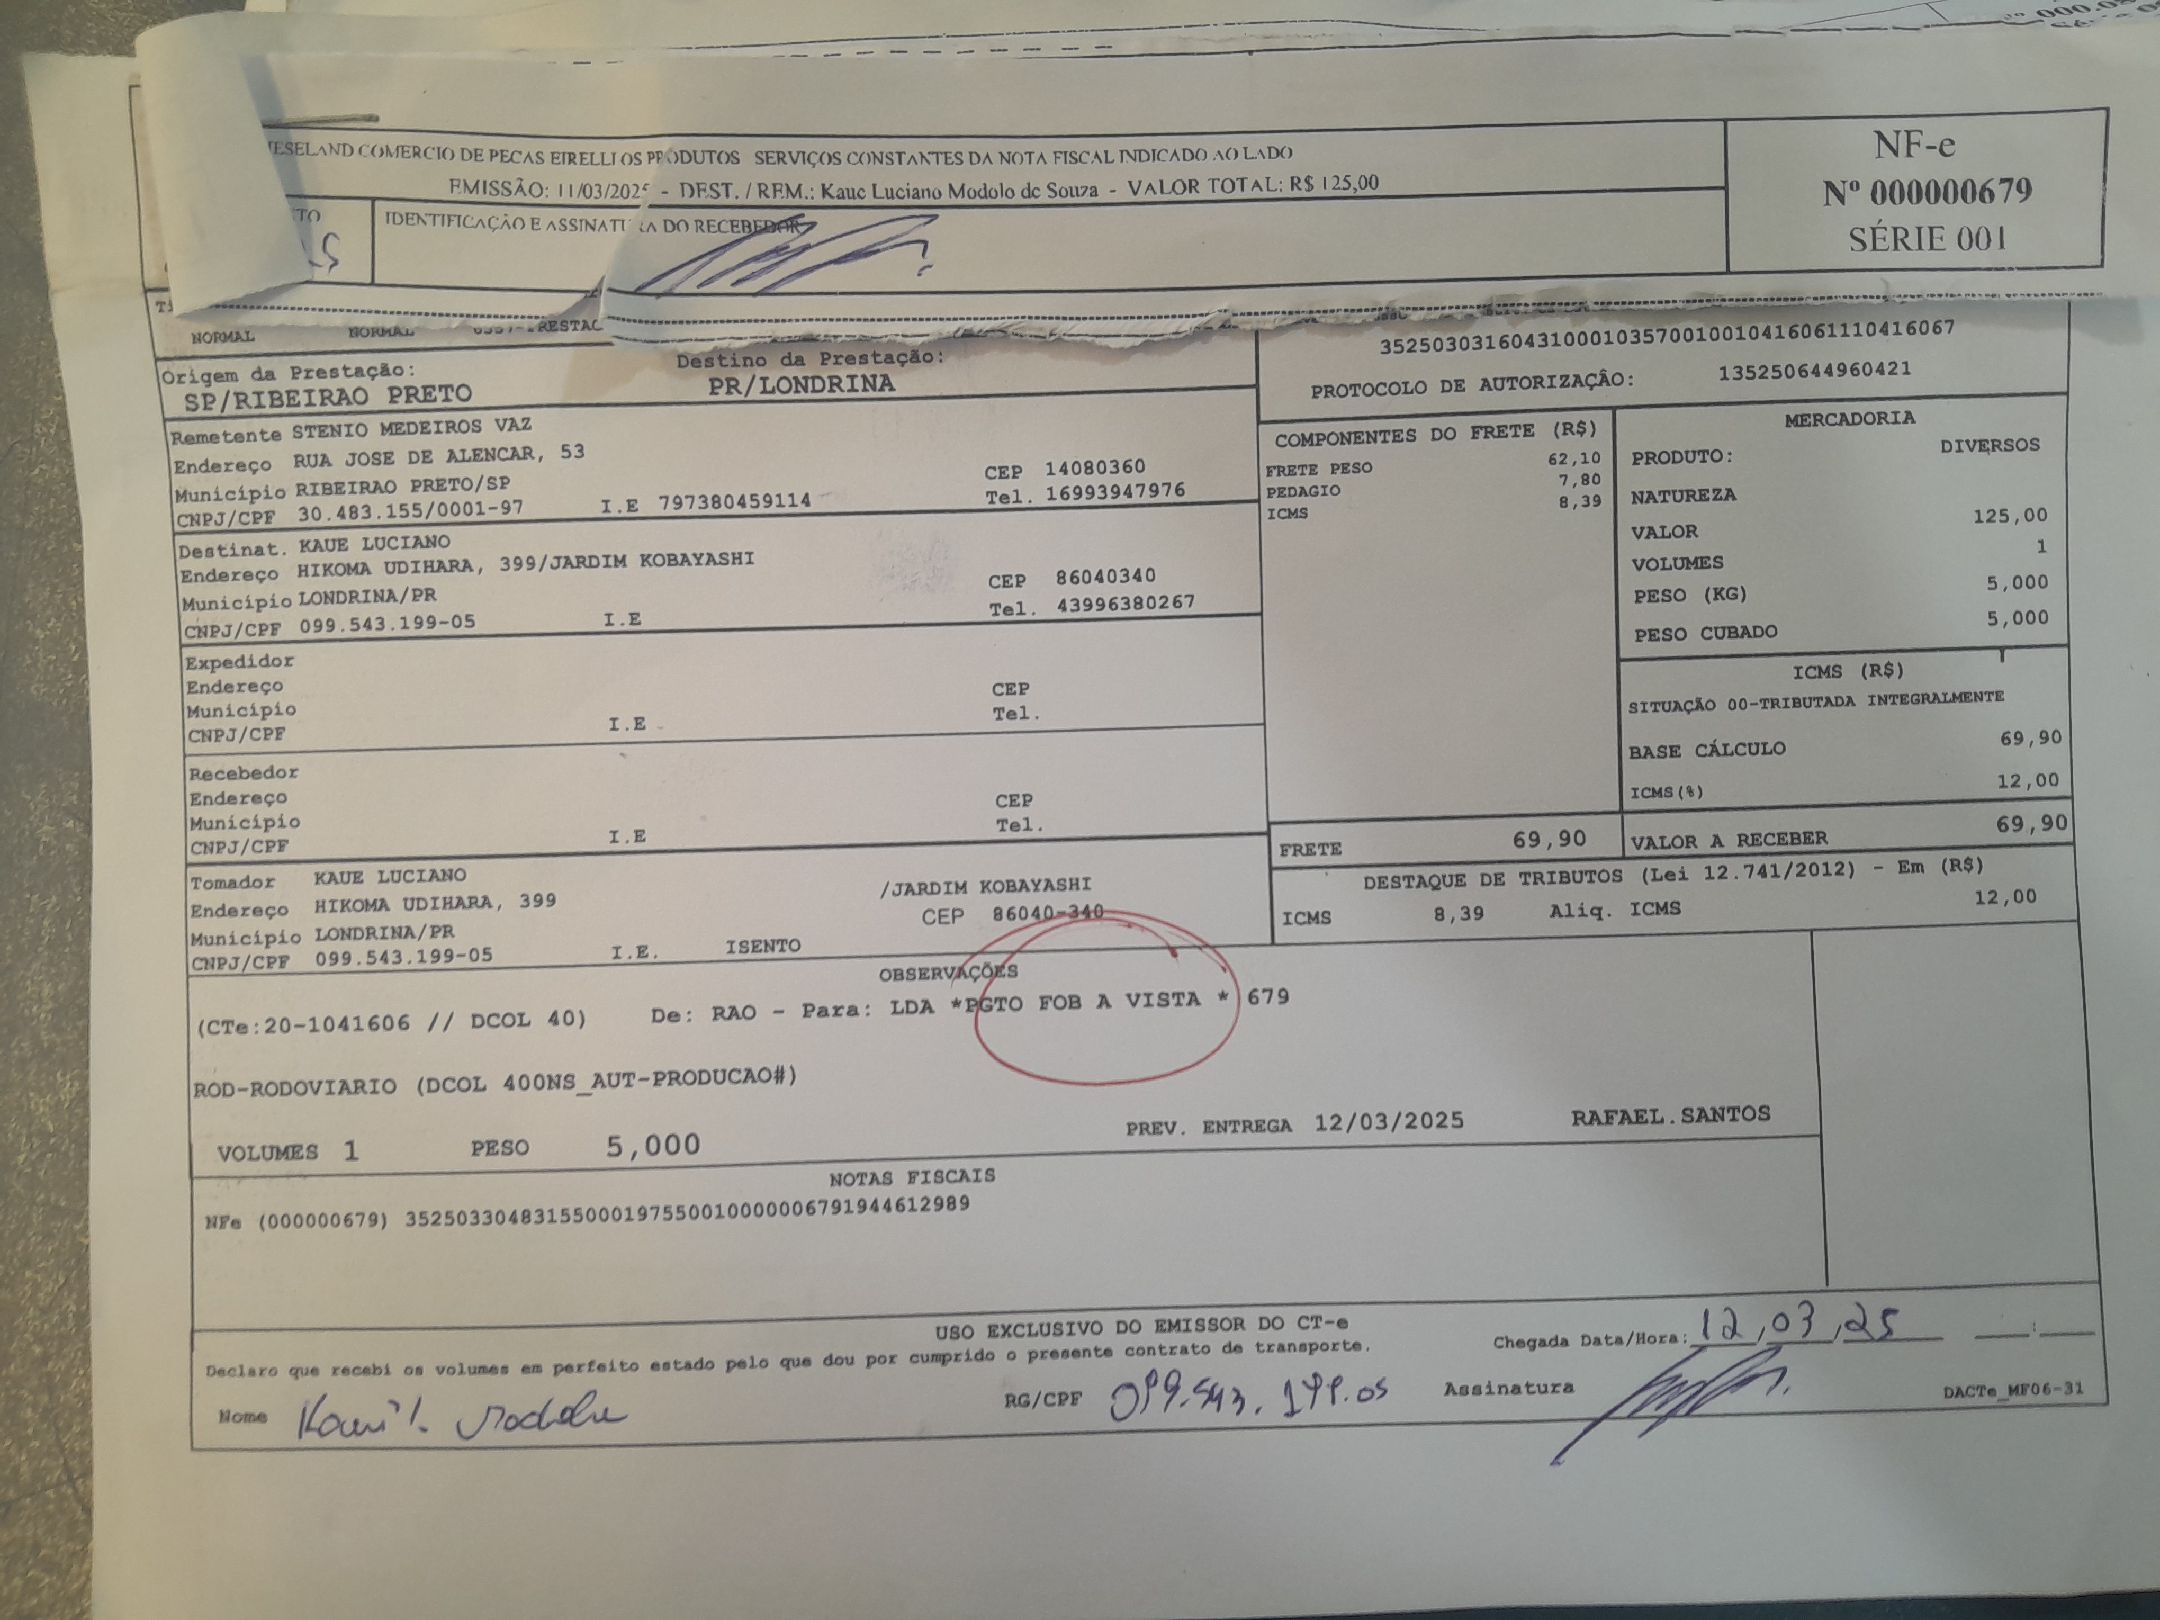 ESELAND COMERCIO DE PECAS EIRELLI OS PRODUTOS SERVIÇOS CONSTANTES DA NOTA FISCAL INDICADO AO LADO
EMISSÃO: 11/03/2025 - DEST. / REM.: Kaue Luciano Modolo de Souza - VALOR TOTAL: R$ 125,00
IDENTIFICAÇÃO E ASSINATURA DO RECEBEDOR
NF-e
Nº 000000679
SÉRIE 001
NORMAL NORMAL
35250303160431000103570010010416061110416067
PROTOCOLO DE AUTORIZAÇÂO: 135250644960421
Origem da Prestação: Destino da Prestação:
SP/RIBEIRAO PRETO PR/LONDRINA
Remetente STENIO MEDEIROS VAZ
Endereço RUA JOSE DE ALENCAR, 53 CEP 14080360
Município RIBEIRAO PRETO/SP Tel. 16993947976
CNPJ/CPF 30.483.155/0001-97 I.E 797380459114
Destinat. KAUE LUCIANO
Endereço HIKOMA UDIHARA, 399/JARDIM KOBAYASHI CEP 86040340
Município LONDRINA/PR Tel. 43996380267
CNPJ/CPF 099.543.199-05 I.E
Expedidor
Endereço CEP
Município Tel.
CNPJ/CPF I.E
Recebedor
Endereço CEP
Município Tel.
CNPJ/CPF I.E
Tomador KAUE LUCIANO
Endereço HIKOMA UDIHARA, 399 /JARDIM KOBAYASHI
Município LONDRINA/PR CEP 86040-340
CNPJ/CPF 099.543.199-05 I.E. ISENTO
COMPONENTES DO FRETE (R$)
FRETE PESO 62,10
PEDAGIO 7,80
ICMS 8,39
MERCADORIA
PRODUTO: DIVERSOS
NATUREZA
VALOR 125,00
VOLUMES 1
PESO (KG) 5,000
PESO CUBADO 5,000
ICMS (R$)
SITUAÇÃO 00-TRIBUTADA INTEGRALMENTE
BASE CÁLCULO 69,90
ICMS(%) 12,00
FRETE 69,90 VALOR A RECEBER 69,90
DESTAQUE DE TRIBUTOS (Lei 12.741/2012) - Em (R$)
ICMS 8,39 Aliq. ICMS 12,00
OBSERVAÇÕES
(CTe:20-1041606 // DCOL 40) De: RAO - Para: LDA *PGTO FOB A VISTA * 679
ROD-RODOVIARIO (DCOL 400NS_AUT-PRODUCAO#)
VOLUMES 1 PESO 5,000 PREV. ENTREGA 12/03/2025 RAFAEL.SANTOS
NOTAS FISCAIS
NFe (000000679) 35250330483155000197550010000006791944612989
USO EXCLUSIVO DO EMISSOR DO CT-e
Declaro que recebi os volumes em perfeito estado pelo que dou por cumprido o presente contrato de transporte.
Chegada Data/Hora: 12/03/25 :
Nome RG/CPF 099.543.199.05 Assinatura
DACTe_MF06-31